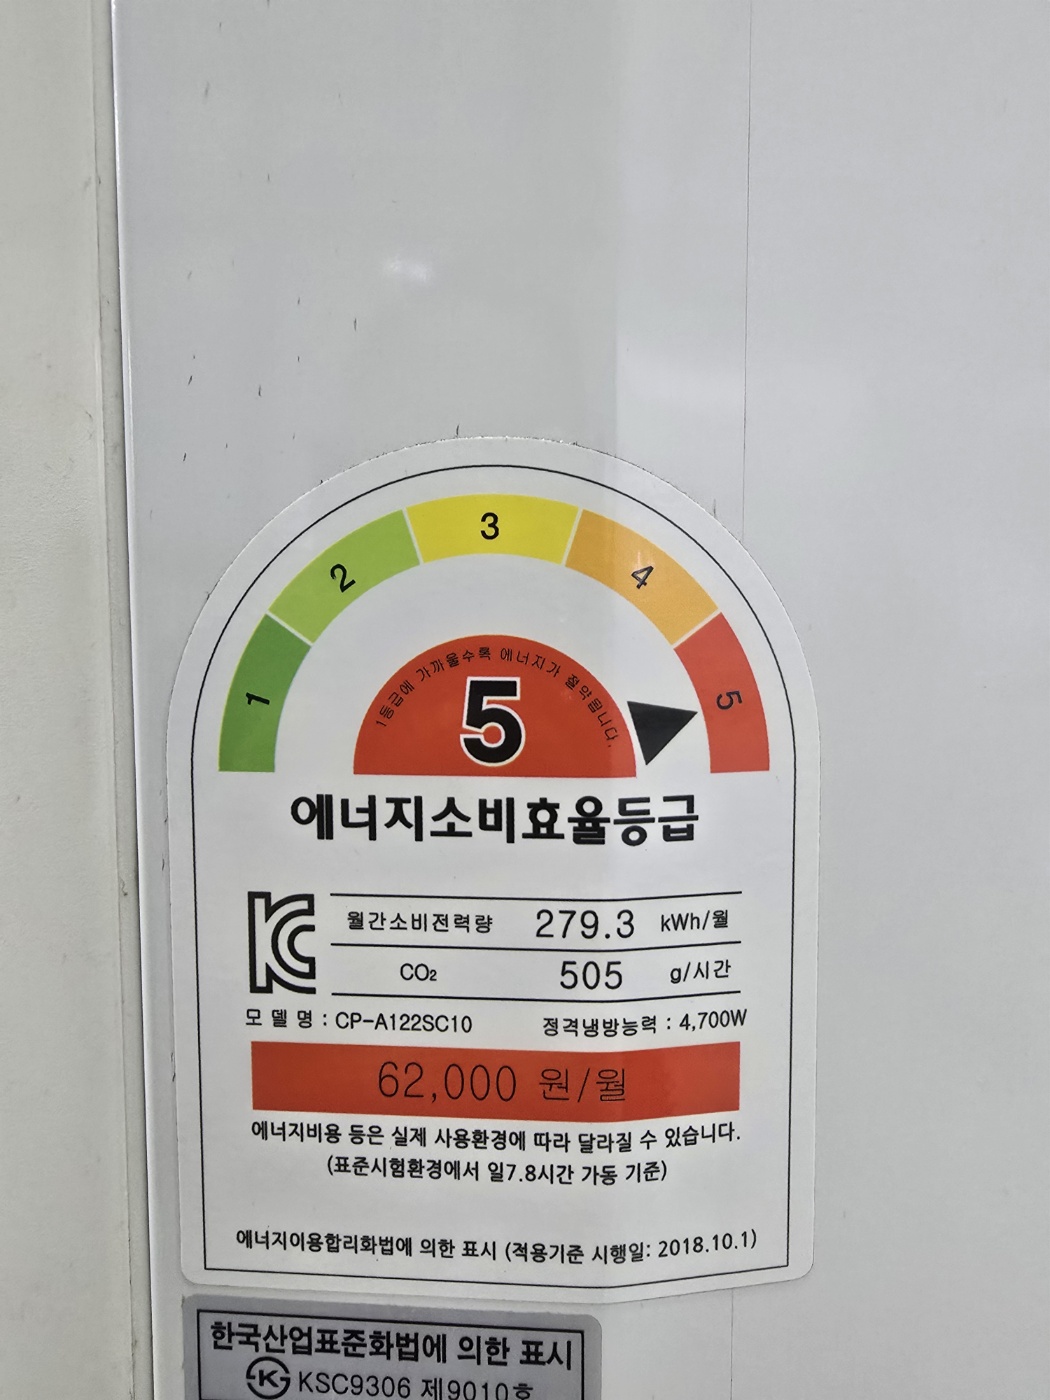 1
2
3
4
5
1등급에 가까울수록 에너지가 절약됩니다.
5
에너지소비효율등급
KC
월간소비전력량 279.3 kWh/월
CO₂ 505 g/시간
모 델 명 : CP-A122SC10 정격냉방능력 : 4,700W
62,000 원/월
에너지비용 등은 실제 사용환경에 따라 달라질 수 있습니다.
(표준시험환경에서 일7.8시간 가동 기준)
에너지이용합리화법에 의한 표시 (적용기준 시행일: 2018.10.1)
한국산업표준화법에 의한 표시
KSC9306 제9010호